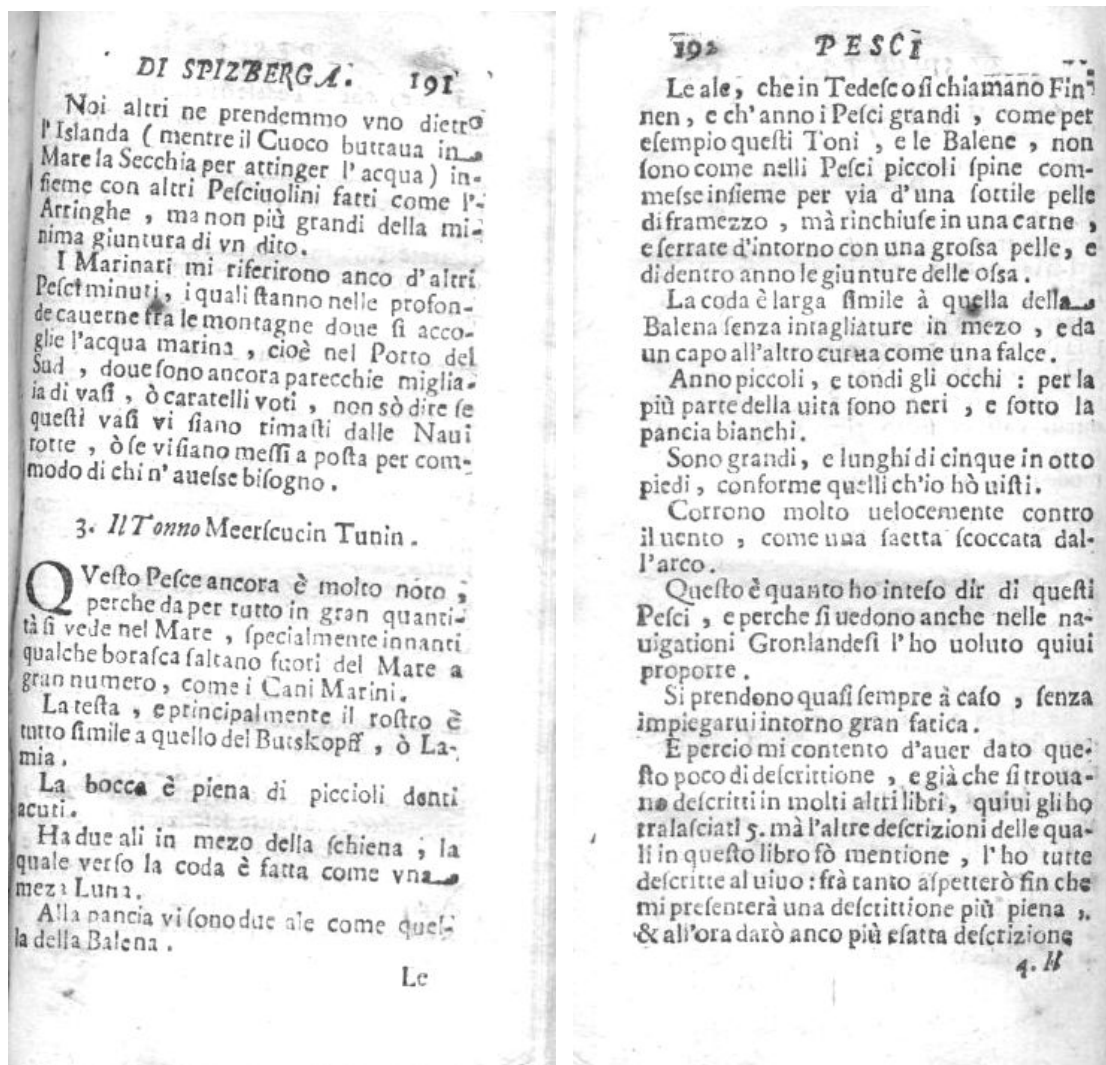 DI SPIZBERGA. 191
Noi altri ne prendemmo vno dietro
l'Islanda ( mentre il Cuoco buttaua in
Mare la Secchia per attinger l'acqua ) in-
sieme con altri Pesciuolini fatti come l'-
Arringhe , ma non più grandi della mi-
nima giuntura di vn dito.
I Marinari mi riferirono anco d'altri
Pesci minuti, i quali stanno nelle profon-
de cauerne fra le montagne doue si acco-
glie l'acqua marina , cioè nel Porto del
Sud , doue sono ancora parecchie miglia-
ia di vasi , ò caratelli voti , non sò dire se
questi vasi vi siano rimasti dalle Naui
rotte , ò se vi siano messi a posta per com-
modo di chi n' auesse bisogno .
3. Il Tonno Meerscucin Tunin .
QVesto Pesce ancora è molto noto ,
perche da per tutto in gran quanti-
tà si vede nel Mare , specialmente innanti
qualche borasca saltano fuori del Mare a
gran numero , come i Cani Marini.
La testa , e principalmente il rostro è
tutto simile a quello del Butskopff , ò La-
mia .
La bocca è piena di piccioli denti
acuti.
Ha due ali in mezo della schiena , la
quale verso la coda è fatta come vna
meza Luna.
Alla pancia vi sono due ale come quel-
la della Balena .
Le
192 PESCI
Le ale , che in Tedesco si chiamano Fin-
nen , e ch' anno i Pesci grandi , come per
esempio questi Toni , e le Balene , non
sono come nelli Pesci piccoli spine com-
messe insieme per via d'una sottile pelle
di framezzo , mà rinchiuse in una carne ,
e serrate d'intorno con una grossa pelle , e
di dentro anno le giunture delle ossa .
La coda è larga simile à quella della
Balena senza intagliature in mezo , e da
un capo all'altro curua come una falce.
Anno piccoli , e tondi gli occhi : per la
più parte della uita sono neri , e sotto la
pancia bianchi.
Sono grandi , e lunghi di cinque in otto
piedi , conforme quelli ch'io hò uisti.
Corrono molto uelocemente contro
il uento , come una saetta scoccata dal-
l'arco .
Questo è quanto ho inteso dir di questi
Pesci , e perche si uedono anche nelle na-
uigationi Gronlandesi l'ho uoluto quiui
proporre .
Si prendono quasi sempre à caso , senza
impiegarui intorno gran fatica .
E percio mi contento d'auer dato que-
sto poco di descrittione , e già che si troua-
no descritti in molti altri libri , quiui gli ho
tralasciati 5. mà l'altre descrizioni delle qua-
li in questo libro fò mentione , l'ho tutte
descritte al uiuo : frà tanto aspetterò fin che
mi presenterà una descrittione più piena ,
& all'ora darò anco più esatta descrizione
4. Il